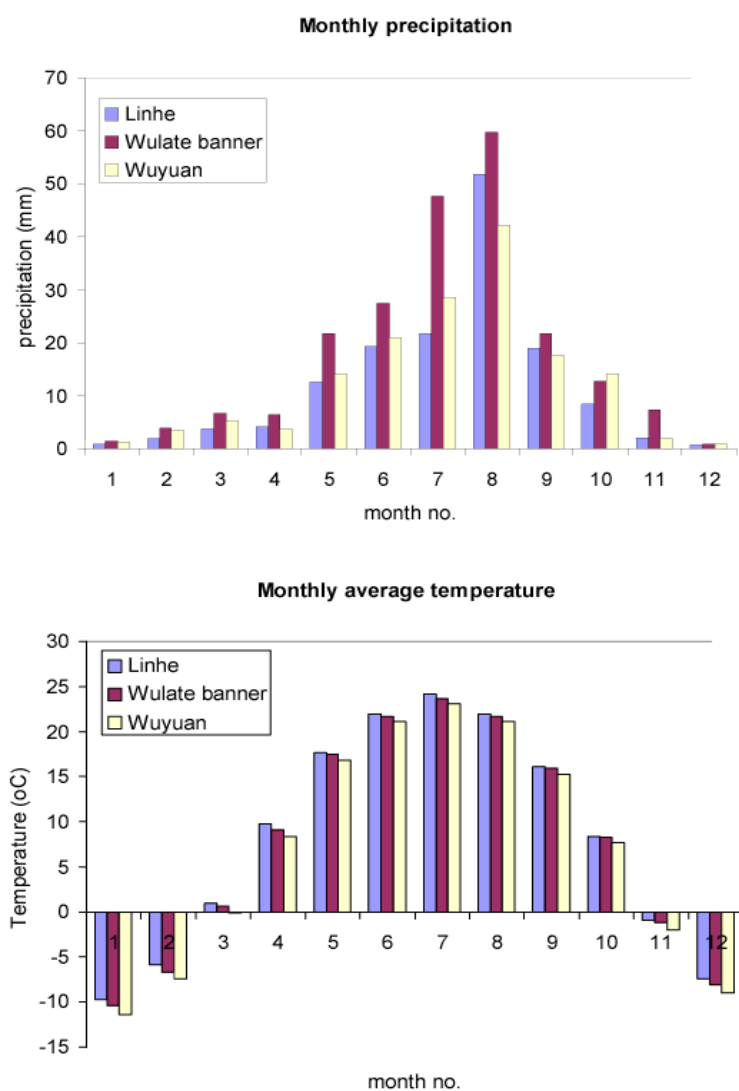 Monthly precipitation
70
60
50
40
30
20
10
0
precipitation (mm)
Linhe
Wulate banner
Wuyuan
1 2 3 4 5 6 7 8 9 10 11 12
month no.
Monthly average temperature
30
25
20
15
10
5
0
-5
-10
-15
Temperature (oC)
Linhe
Wulate banner
Wuyuan
1 2 3 4 5 6 7 8 9 10 11 12
month no.